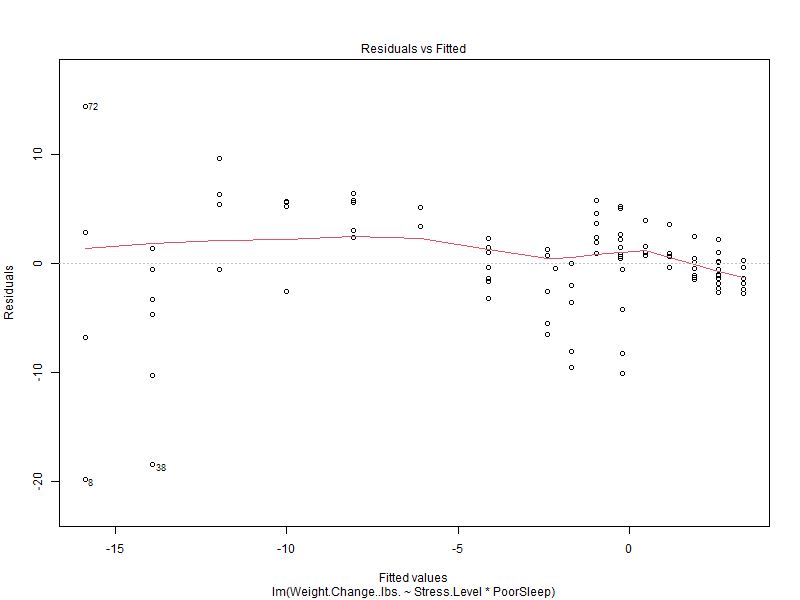 Residuals vs Fitted
Residuals
10
0
-10
-20
72
38
8
-15
-10
-5
0
Fitted values
lm(Weight.Change..lbs. ~ Stress.Level * PoorSleep)